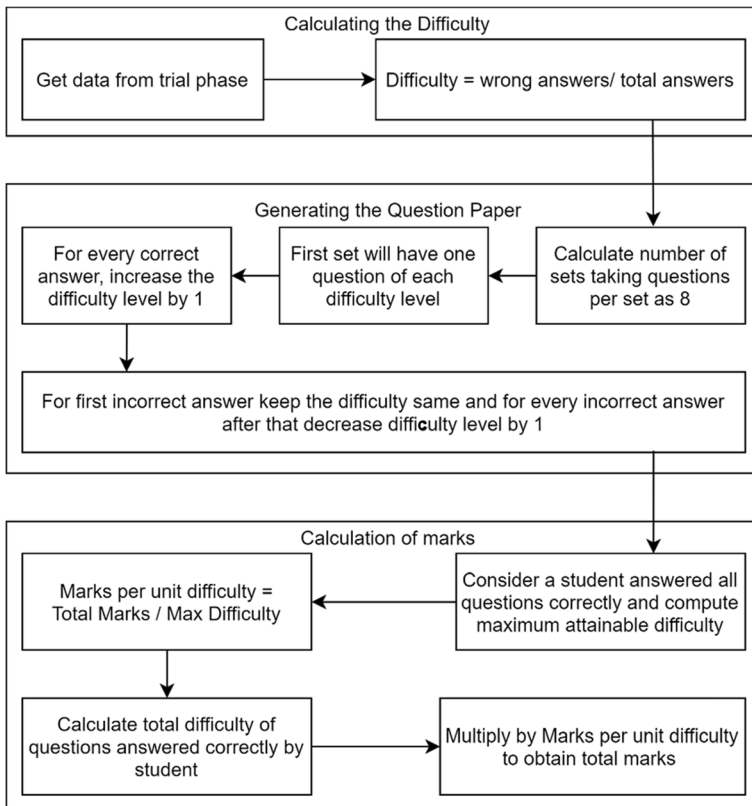 Calculating the Difficulty
Get data from trial phase
Difficulty = wrong answers/ total answers
Generating the Question Paper
For every correct
answer, increase the
difficulty level by 1
First set will have one
question of each
difficulty level
Calculate number of
sets taking questions
per set as 8
For first incorrect answer keep the difficulty same and for every incorrect answer
after that decrease difficulty level by 1
Calculation of marks
Marks per unit difficulty =
Total Marks / Max Difficulty
Consider a student answered all
questions correctly and compute
maximum attainable difficulty
Calculate total difficulty of
questions answered correctly by
student
Multiply by Marks per unit difficulty
to obtain total marks